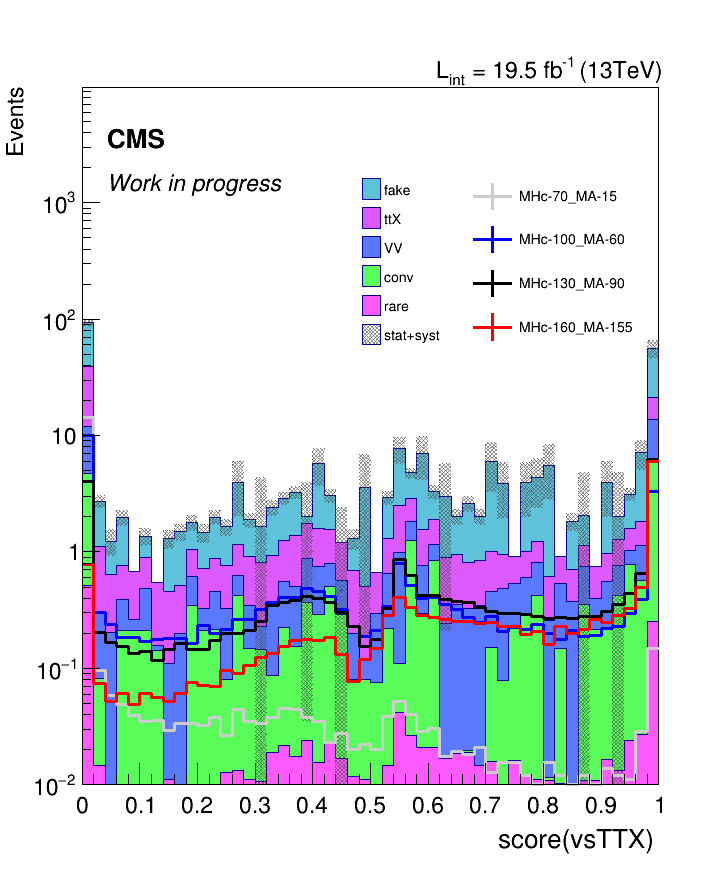 L_int = 19.5 fb^-1 (13TeV)
Events
CMS
Work in progress
fake
ttX
VV
conv
rare
stat+syst
MHc-70_MA-15
MHc-100_MA-60
MHc-130_MA-90
MHc-160_MA-155
10^3
10^2
10
1
10^-1
10^-2
0 0.1 0.2 0.3 0.4 0.5 0.6 0.7 0.8 0.9 1
score(vsTTX)